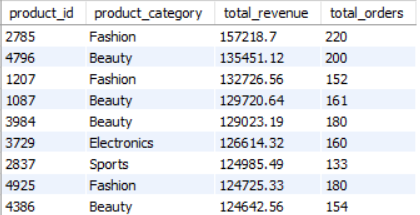 product_id product_category total_revenue total_orders
2785 Fashion 157218.7 220
4796 Beauty 135451.12 200
1207 Fashion 132726.56 152
1087 Beauty 129720.64 161
3984 Beauty 129023.19 180
3729 Electronics 126614.32 160
2837 Sports 124985.49 133
4925 Fashion 124725.33 180
4386 Beauty 124642.56 154